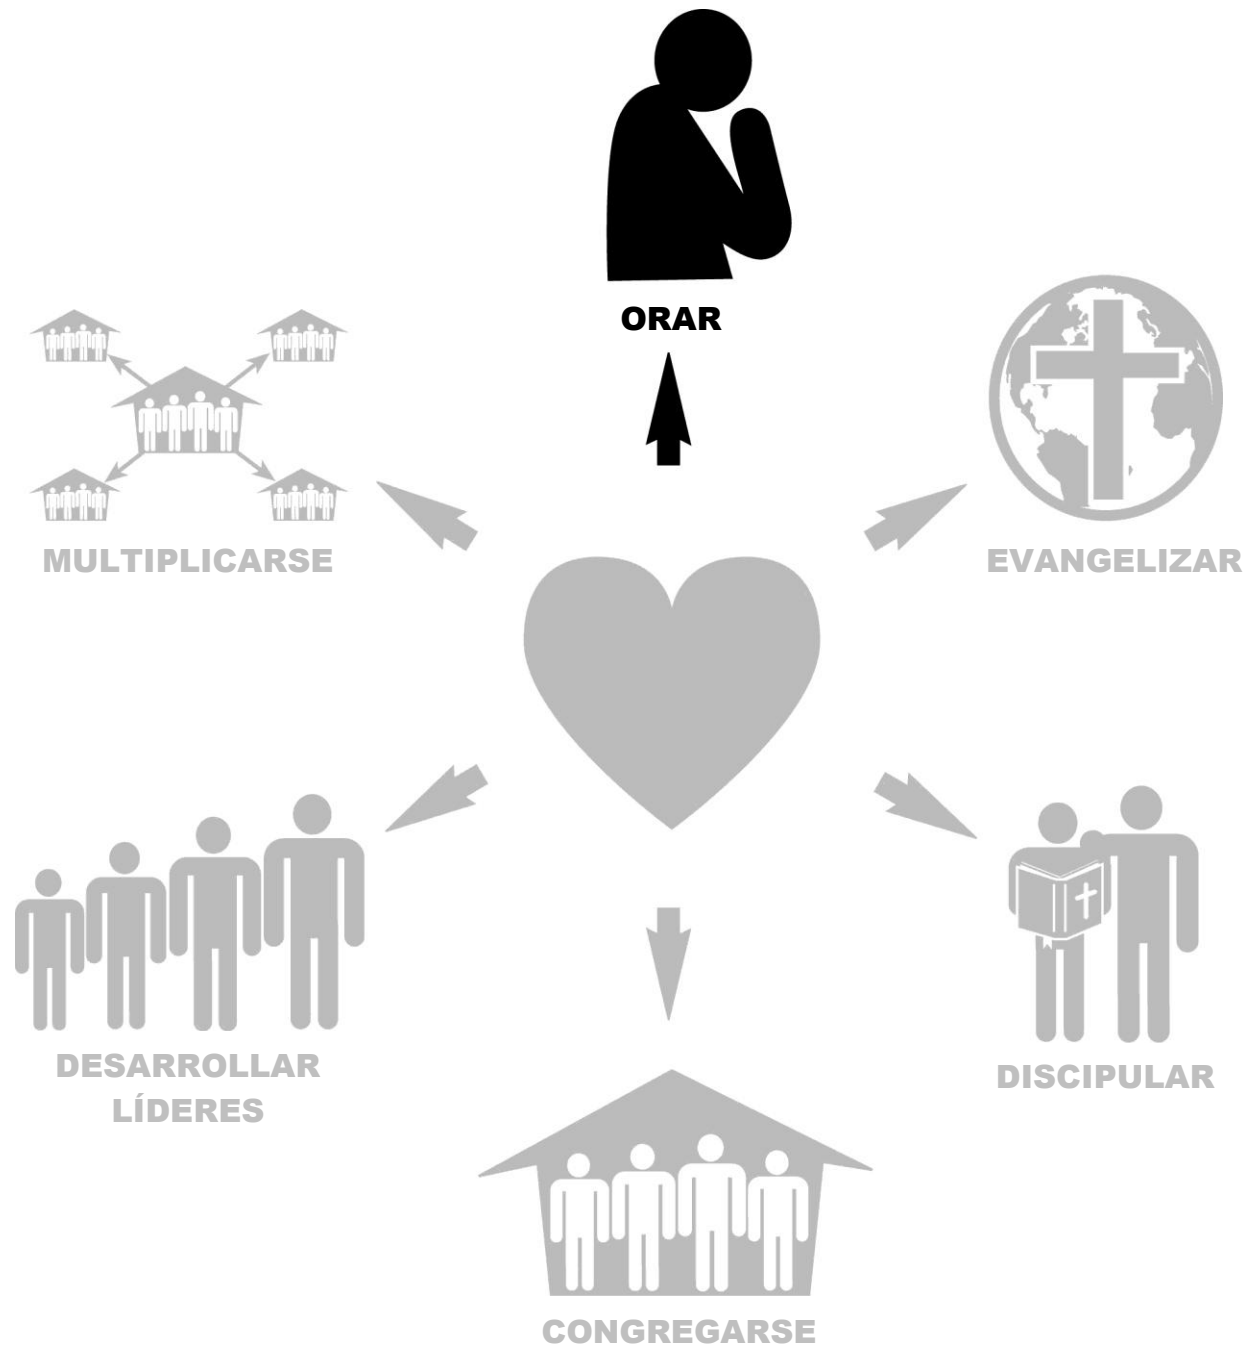 ORAR
MULTIPLICARSE
EVANGELIZAR
DESARROLLAR
LÍDERES
DISCIPULAR
CONGREGARSE